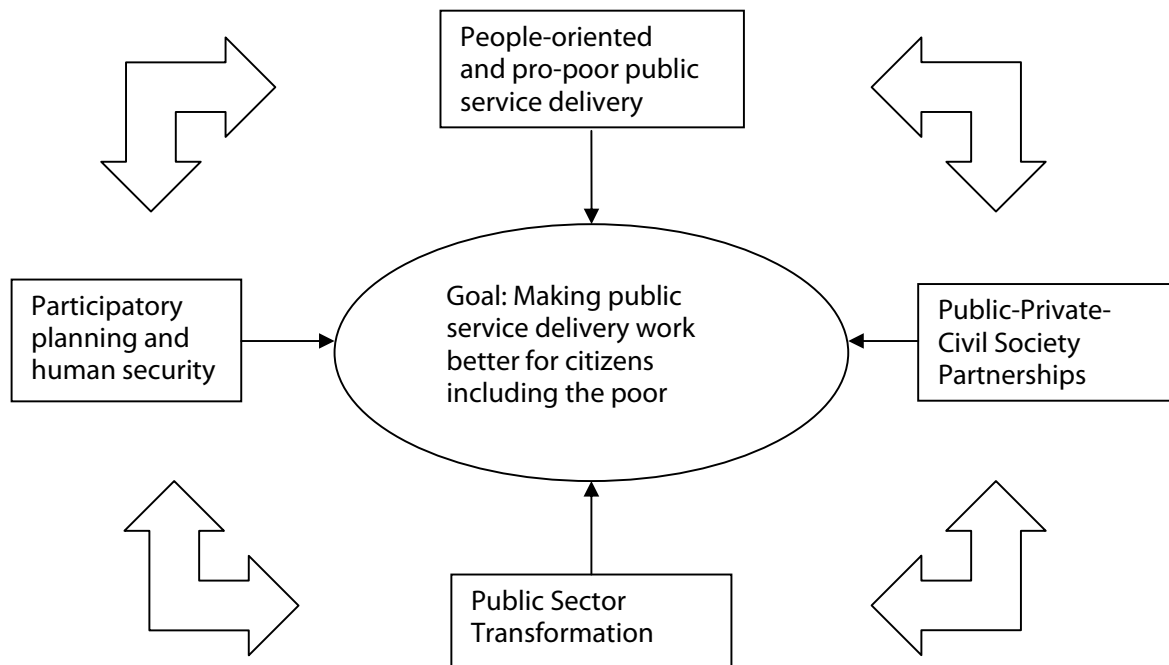 People-oriented
and pro-poor public
service delivery
Participatory
planning and
human security
Goal: Making public
service delivery work
better for citizens
including the poor
Public-Private-
Civil Society
Partnerships
Public Sector
Transformation